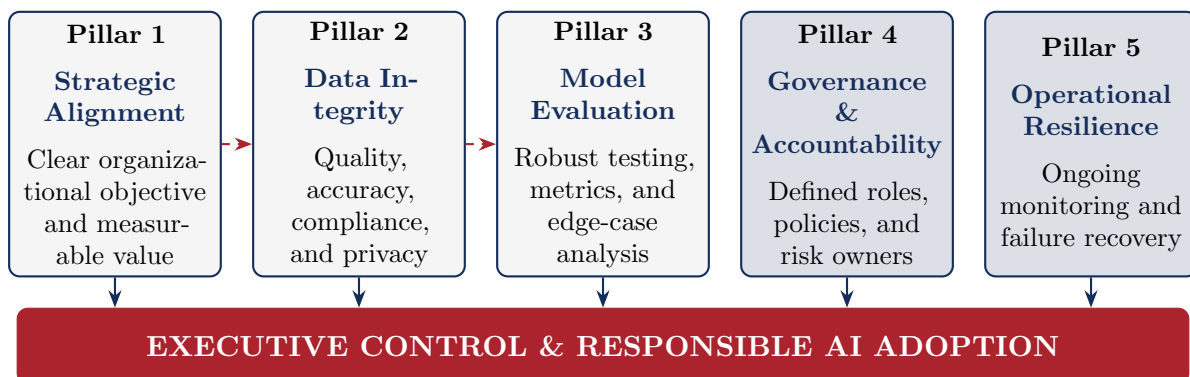 Pillar 1
Strategic
Alignment
Clear organiza-
tional objective
and measur-
able value
Pillar 2
Data In-
tegrity
Quality,
accuracy,
compliance,
and privacy
Pillar 3
Model
Evaluation
Robust testing,
metrics, and
edge-case
analysis
Pillar 4
Governance
&
Accountability
Defined roles,
policies, and
risk owners
Pillar 5
Operational
Resilience
Ongoing
monitoring and
failure recovery
EXECUTIVE CONTROL & RESPONSIBLE AI ADOPTION